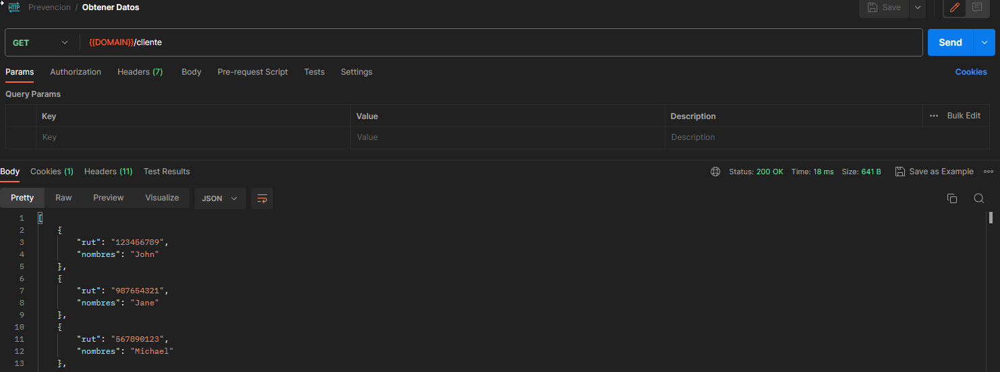 HTTP Prevencion / Obtener Datos Save
GET {{DOMAIN}}/cliente Send
Params Authorization Headers (7) Body Pre-request Script Tests Settings Cookies
Query Params
Key Value Description ••• Bulk Edit
Key Value Description
Body Cookies (1) Headers (11) Test Results Status: 200 OK Time: 18 ms Size: 641 B Save as Example
Pretty Raw Preview Visualize JSON
1 [
2 {
3 "rut": "123456789",
4 "nombres": "John"
5 },
6 {
7 "rut": "987654321",
8 "nombres": "Jane"
9 },
10 {
11 "rut": "567890123",
12 "nombres": "Michael"
13 },